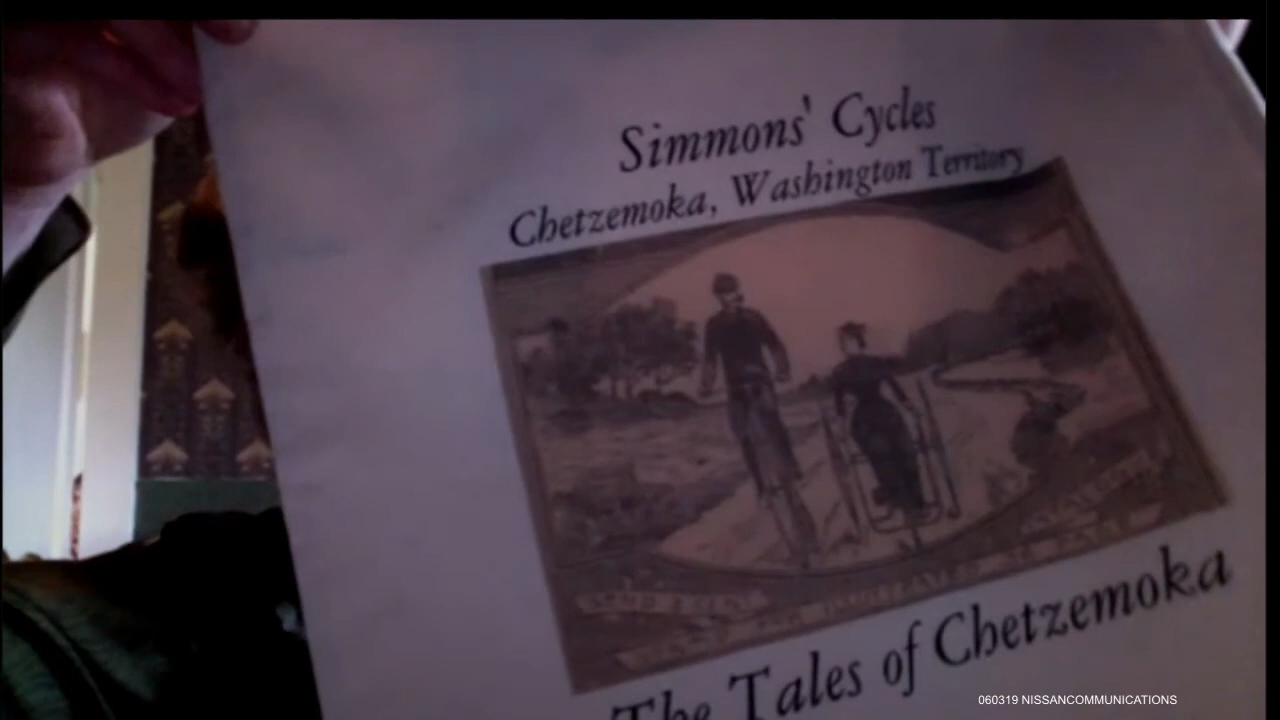 Simmons' Cycles
Chetzemoka, Washington Territory
The Tales of Chetzemoka
060319 NISSANCOMMUNICATIONS